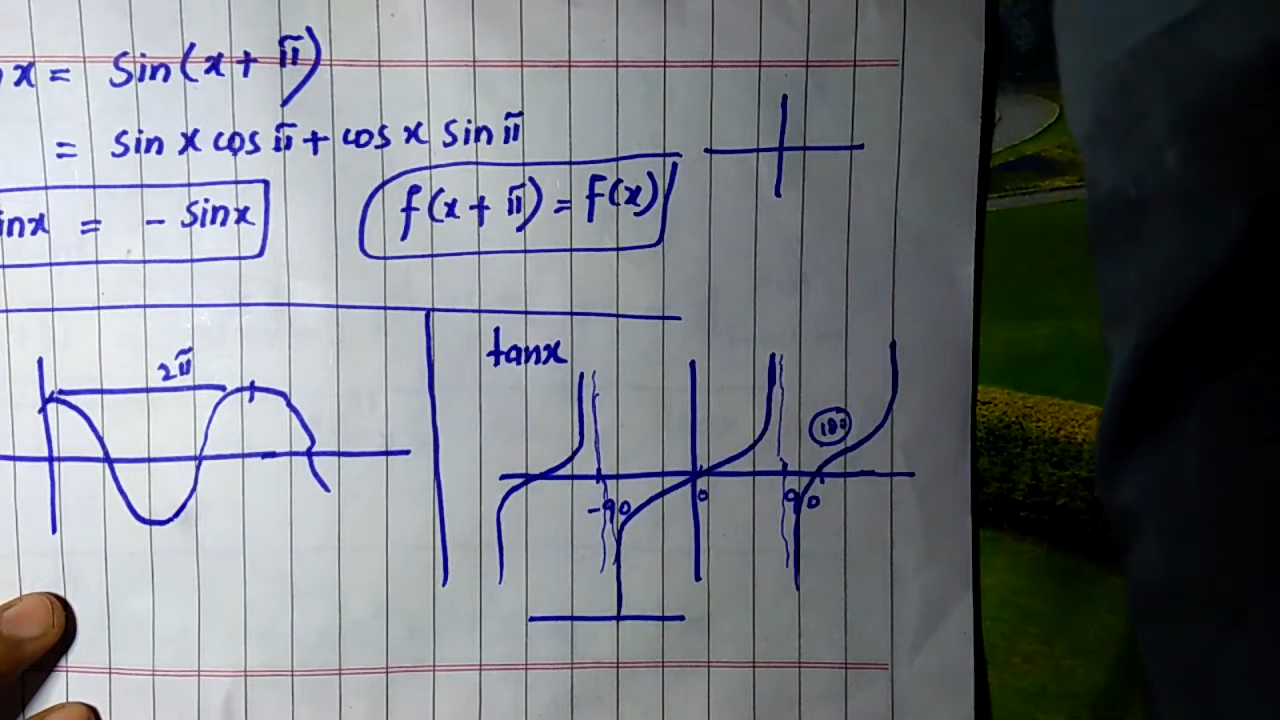 x = sin(x + π)
= sin x cos π + cos x sin π
inx = - sinx
f(x + π) = f(x)
2π
tanx
180
-90 0 90